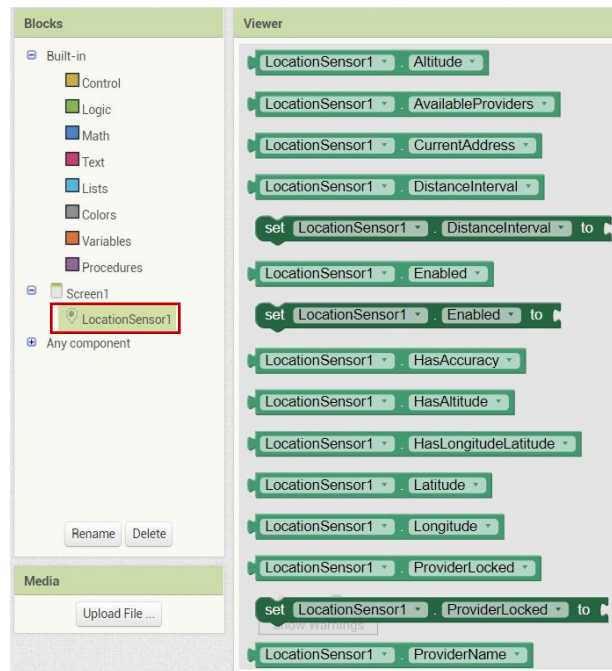 Blocks
Built-in
Control
Logic
Math
Text
Lists
Colors
Variables
Procedures
Screen1
LocationSensor1
Any component
Rename Delete
Media
Upload File ...
Viewer
LocationSensor1 . Altitude
LocationSensor1 . AvailableProviders
LocationSensor1 . CurrentAddress
LocationSensor1 . DistanceInterval
set LocationSensor1 . DistanceInterval to
LocationSensor1 . Enabled
set LocationSensor1 . Enabled to
LocationSensor1 . HasAccuracy
LocationSensor1 . HasAltitude
LocationSensor1 . HasLongitudeLatitude
LocationSensor1 . Latitude
LocationSensor1 . Longitude
LocationSensor1 . ProviderLocked
set LocationSensor1 . ProviderLocked to
Show Warnings
LocationSensor1 . ProviderName